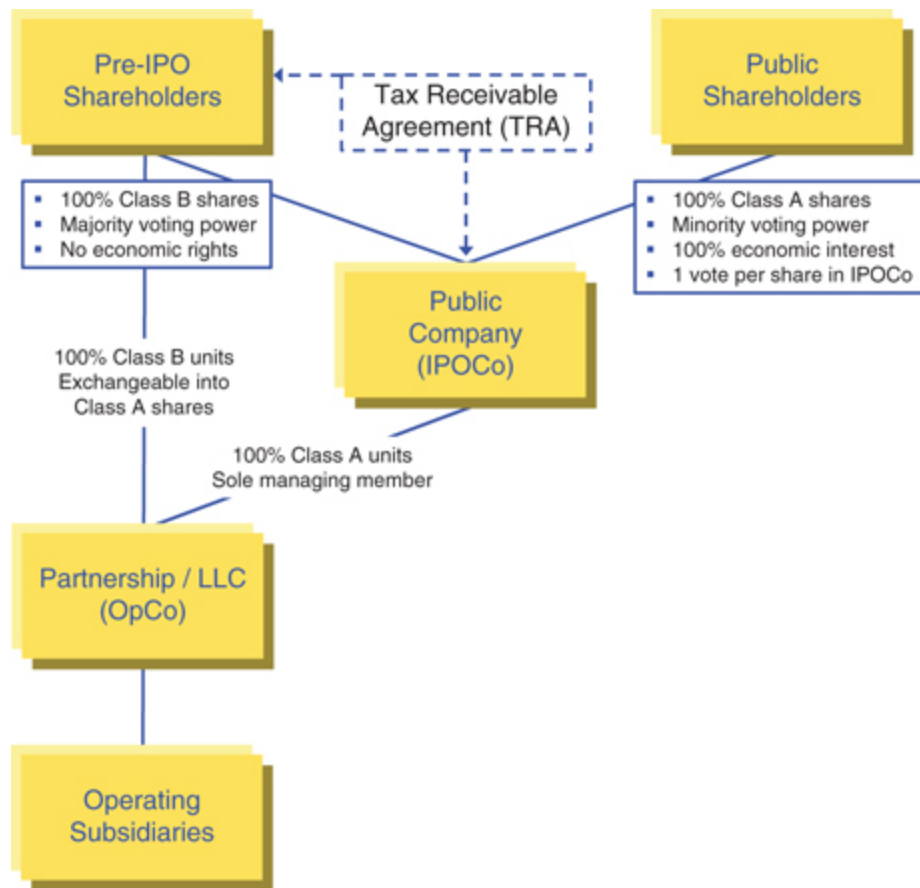 Pre-IPO
Shareholders
Tax Receivable
Agreement (TRA)
Public
Shareholders
▪ 100% Class B shares
▪ Majority voting power
▪ No economic rights
▪ 100% Class A shares
▪ Minority voting power
▪ 100% economic interest
▪ 1 vote per share in IPOCo
Public
Company
(IPOCo)
100% Class B units
Exchangeable into
Class A shares
100% Class A units
Sole managing member
Partnership / LLC
(OpCo)
Operating
Subsidiaries